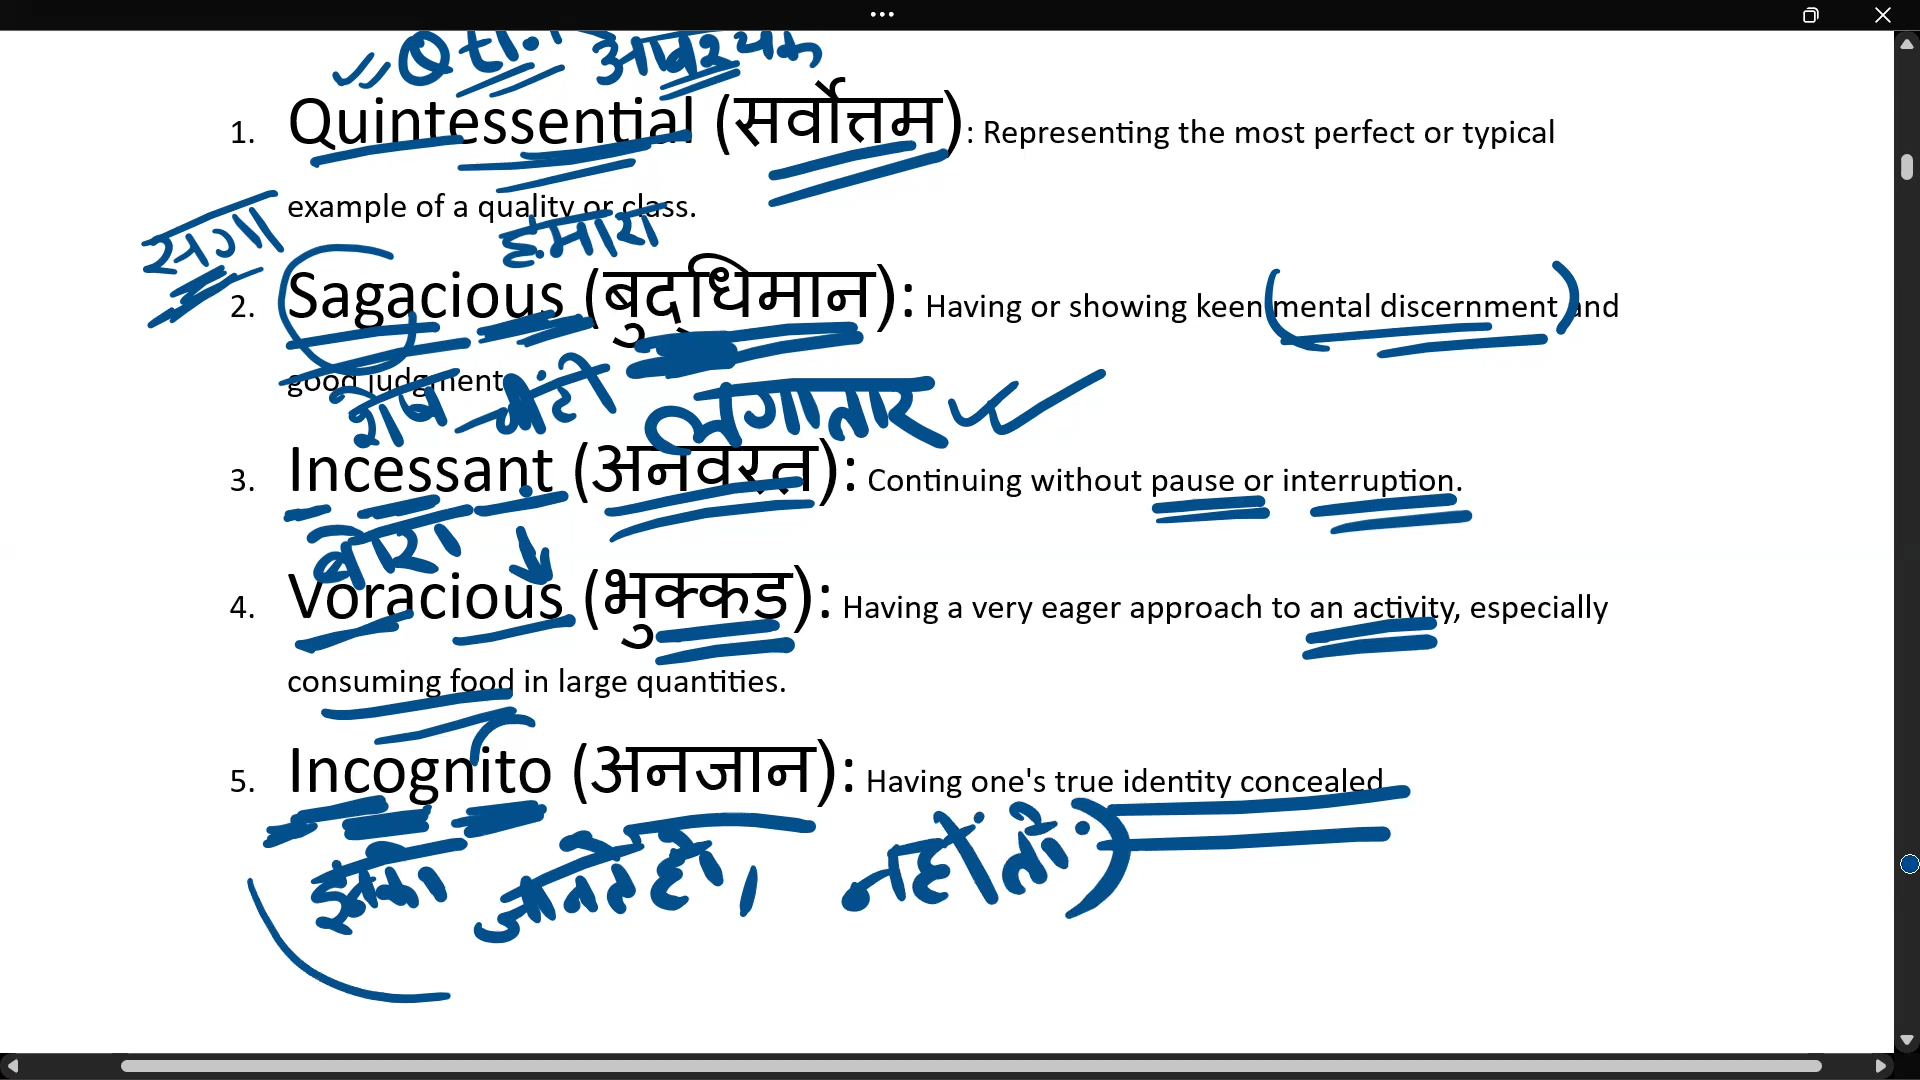 आवश्यक
1. Quintessential (सर्वोत्तम): Representing the most perfect or typical
example of a quality or class.
सगा हमारा
2. Sagacious (बुद्धिमान): Having or showing keen mental discernment and
good judgment
लगातार
3. Incessant (अनवरत): Continuing without pause or interruption.
बोरा
4. Voracious (भुक्कड): Having a very eager approach to an activity, especially
consuming food in large quantities.
5. Incognito (अनजान): Having one's true identity concealed
जानते हो, नहीं तो